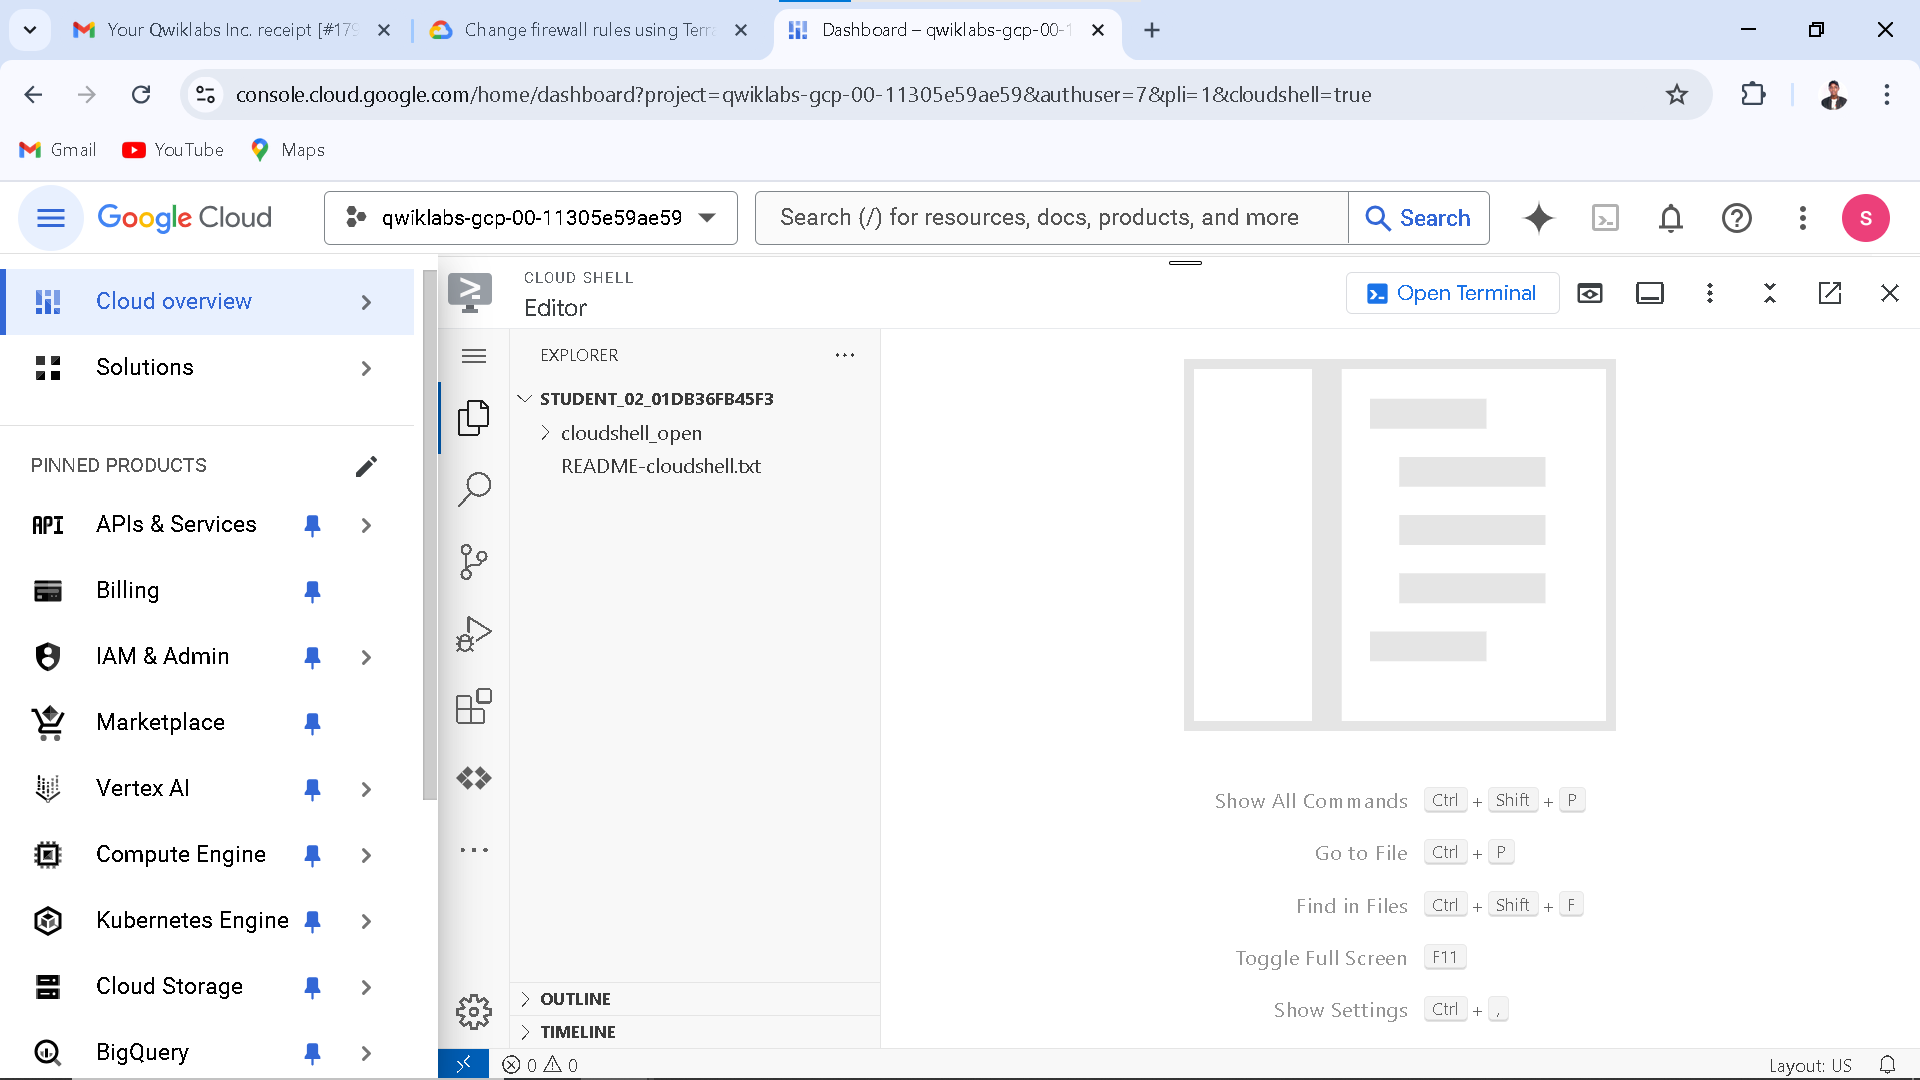 Your Qwiklabs Inc. receipt [#179
Change firewall rules using Terra
Dashboard – qwiklabs-gcp-00-1
console.cloud.google.com/home/dashboard?project=qwiklabs-gcp-00-11305e59ae59&authuser=7&pli=1&cloudshell=true
Gmail
YouTube
Maps
Google Cloud
qwiklabs-gcp-00-11305e59ae59
Search (/) for resources, docs, products, and more
Search
S
Cloud overview
Solutions
PINNED PRODUCTS
API
APIs & Services
Billing
IAM & Admin
Marketplace
Vertex AI
Compute Engine
Kubernetes Engine
Cloud Storage
BigQuery
CLOUD SHELL
Editor
Open Terminal
EXPLORER
STUDENT_02_01DB36FB45F3
cloudshell_open
README-cloudshell.txt
OUTLINE
TIMELINE
Show All Commands Ctrl + Shift + P
Go to File Ctrl + P
Find in Files Ctrl + Shift + F
Toggle Full Screen F11
Show Settings Ctrl + ,
0 0
Layout: US